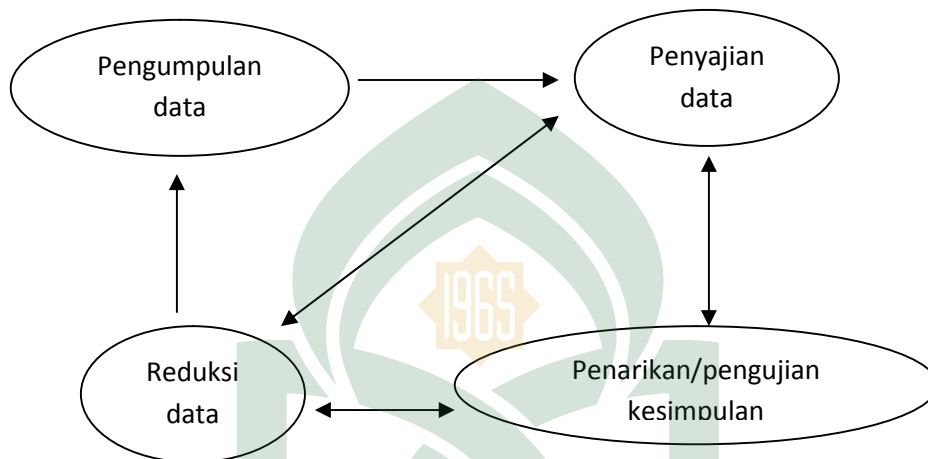 Pengumpulan
data
Penyajian
data
1965
Reduksi
data
Penarikan/pengujian
kesimpulan